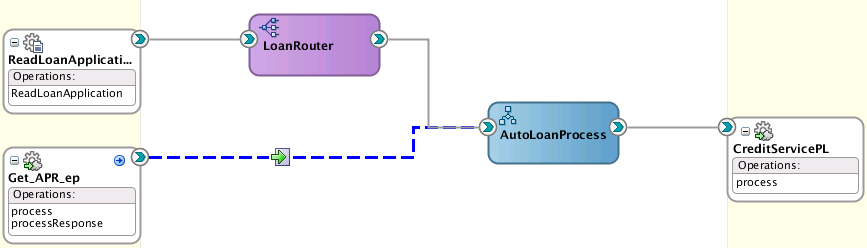 ReadLoanApplicati...
Operations:
ReadLoanApplication
LoanRouter
Get_APR_ep
Operations:
process
processResponse
AutoLoanProcess
CreditServicePL
Operations:
process